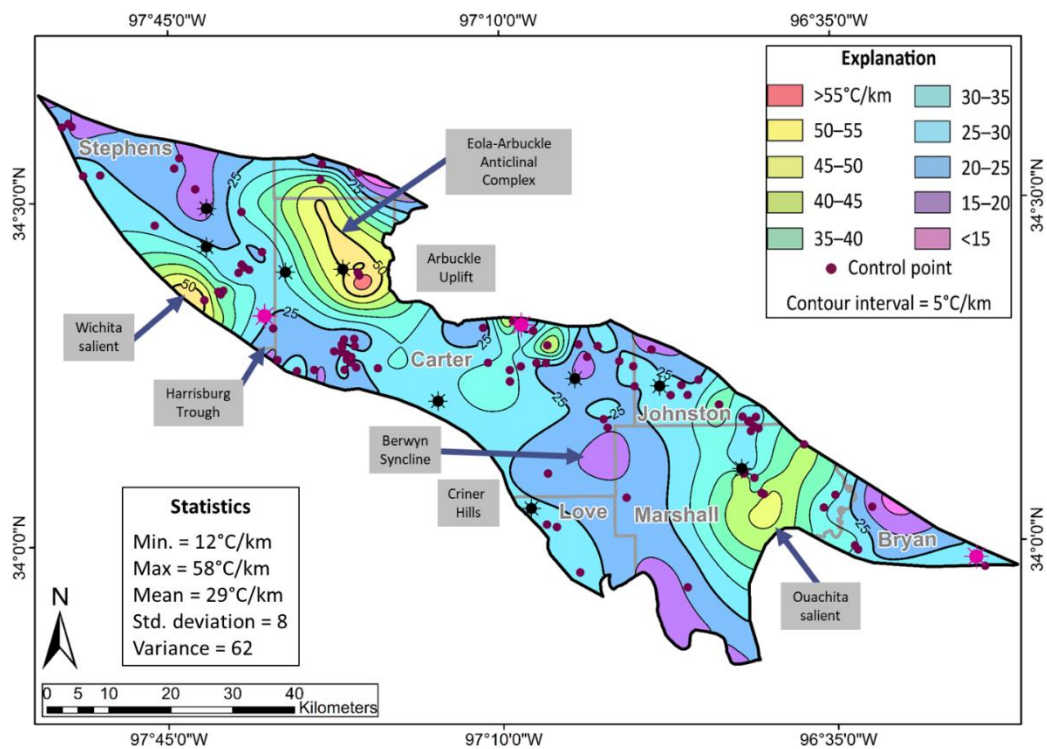 97°45'0"W
97°10'0"W
96°35'0"W
34°30'0"N
34°0'0"N
34°30'0"N
34°0'0"N
Explanation
>55°C/km
50–55
45–50
40–45
35–40
30–35
25–30
20–25
15–20
<15
Control point
Contour interval = 5°C/km
Stephens
Eola-Arbuckle
Anticlinal
Complex
Arbuckle
Uplift
Wichita
salient
Harrisburg
Trough
Carter
Johnston
Berwyn
Syncline
Criner
Hills
Love
Marshall
Bryan
Ouachita
salient
25
25
50
50
25
25
25
25
25
25
Statistics
Min. = 12°C/km
Max = 58°C/km
Mean = 29°C/km
Std. deviation = 8
Variance = 62
N
0 5 10 20 30 40
Kilometers
97°45'0"W
97°10'0"W
96°35'0"W